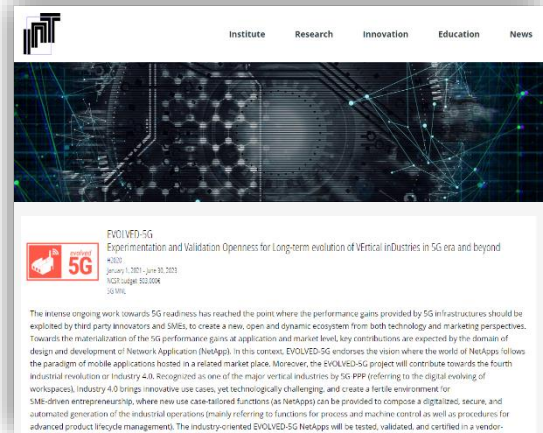 Institute Research Innovation Education News
evolved
5G
EVOLVED-5G
Experimentation and Validation Openness for Long-term evolution of VErtical inDustries in 5G era and beyond
H2020
January 1, 2021 - June 30, 2023
NCSR budget: 503,000€
5G MNL
The intense ongoing work towards 5G readiness has reached the point where the performance gains provided by 5G infrastructures should be
exploited by third party innovators and SMEs, to create a new, open and dynamic ecosystem from both technology and marketing perspectives.
Towards the materialization of the 5G performance gains at application and market level, key contributions are expected by the domain of
design and development of Network Application (NetApp). In this context, EVOLVED-5G endorses the vision where the world of NetApps follows
the paradigm of mobile applications hosted in a related market place. Moreover, the EVOLVED-5G project will contribute towards the fourth
industrial revolution or Industry 4.0. Recognized as one of the major vertical industries by 5G PPP (referring to the digital evolving of
workspaces), Industry 4.0 brings innovative use cases, yet technologically challenging, and create a fertile environment for
SME-driven entrepreneurship, where new use case-tailored functions (as NetApps) can be provided to compose a digitalized, secure, and
automated generation of the industrial operations (mainly referring to functions for process and machine control as well as procedures for
advanced product lifecycle management). The industry-oriented EVOLVED-5G NetApps will be tested, validated, and certified in a vendor-